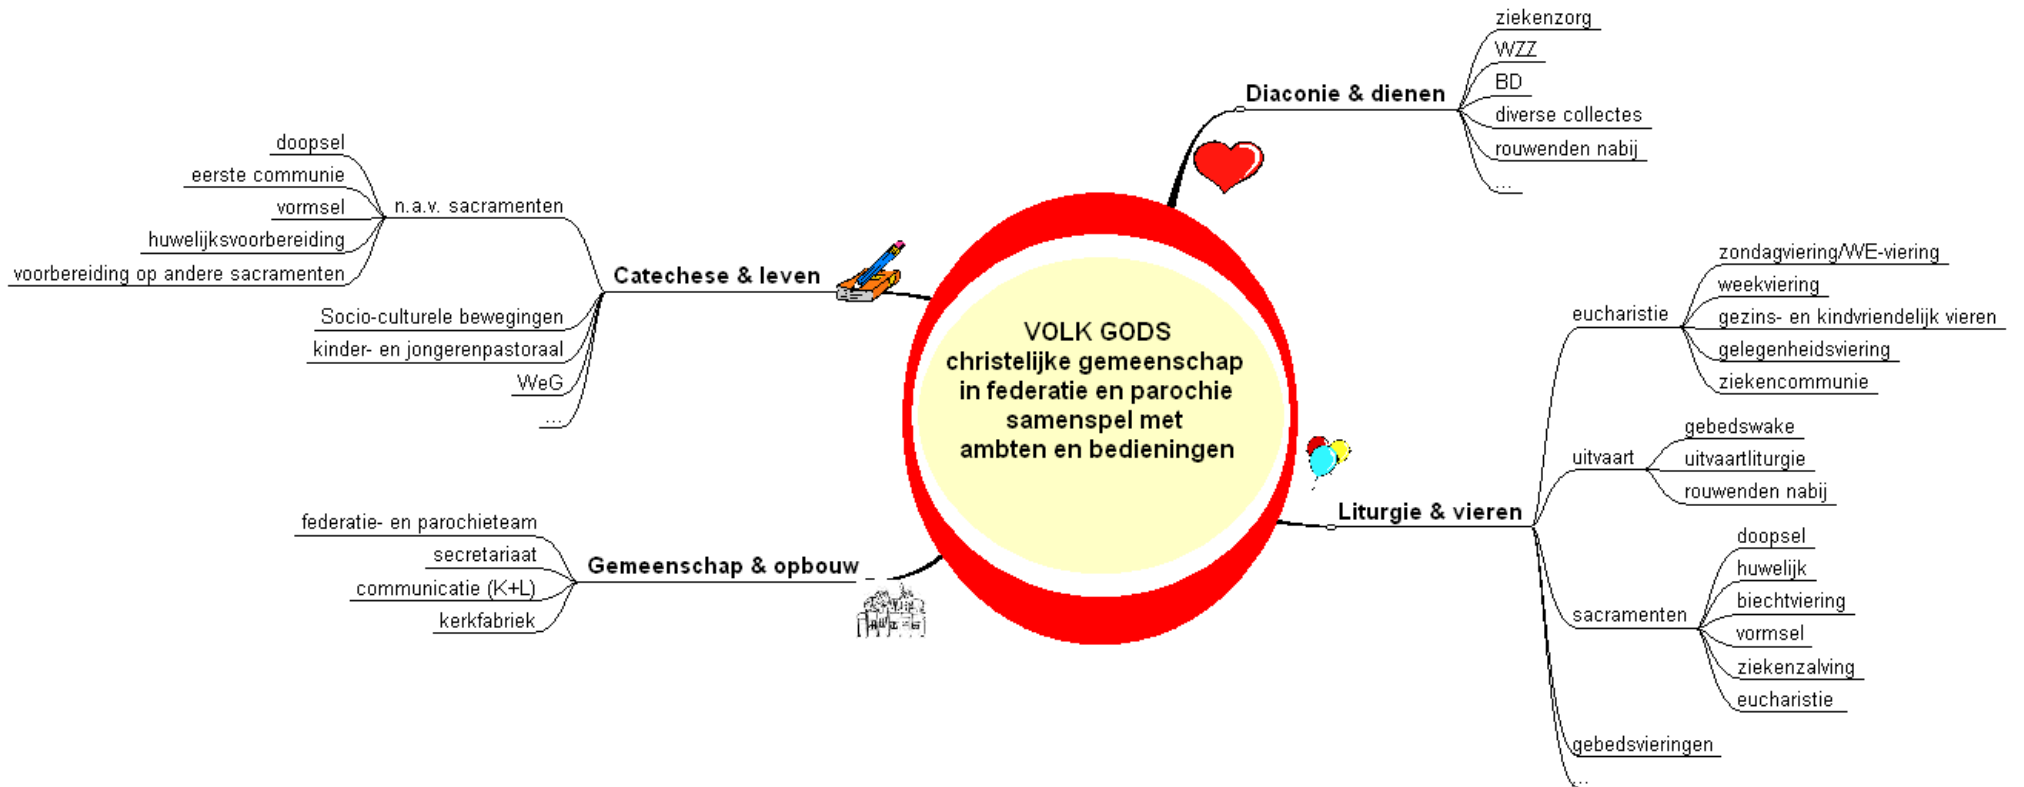 VOLK GODS
christelijke gemeenschap
in federatie en parochie
samenspel met
ambten en bedieningen
Diaconie & dienen
ziekenzorg
WZZ
BD
diverse collectes
rouwenden nabij
...
Liturgie & vieren
eucharistie
zondagviering/WE-viering
weekviering
gezins- en kindvriendelijk vieren
gelegenheidsviering
ziekencommunie
uitvaart
gebedswake
uitvaartliturgie
rouwenden nabij
sacramenten
doopsel
huwelijk
biechtviering
vormsel
ziekenzalving
eucharistie
gebedsvieringen
...
Catechese & leven
n.a.v. sacramenten
doopsel
eerste communie
vormsel
huwelijksvoorbereiding
voorbereiding op andere sacramenten
Socio-culturele bewegingen
kinder- en jongerenpastoraal
WeG
...
Gemeenschap & opbouw
federatie- en parochieteam
secretariaat
communicatie (K+L)
kerkfabriek